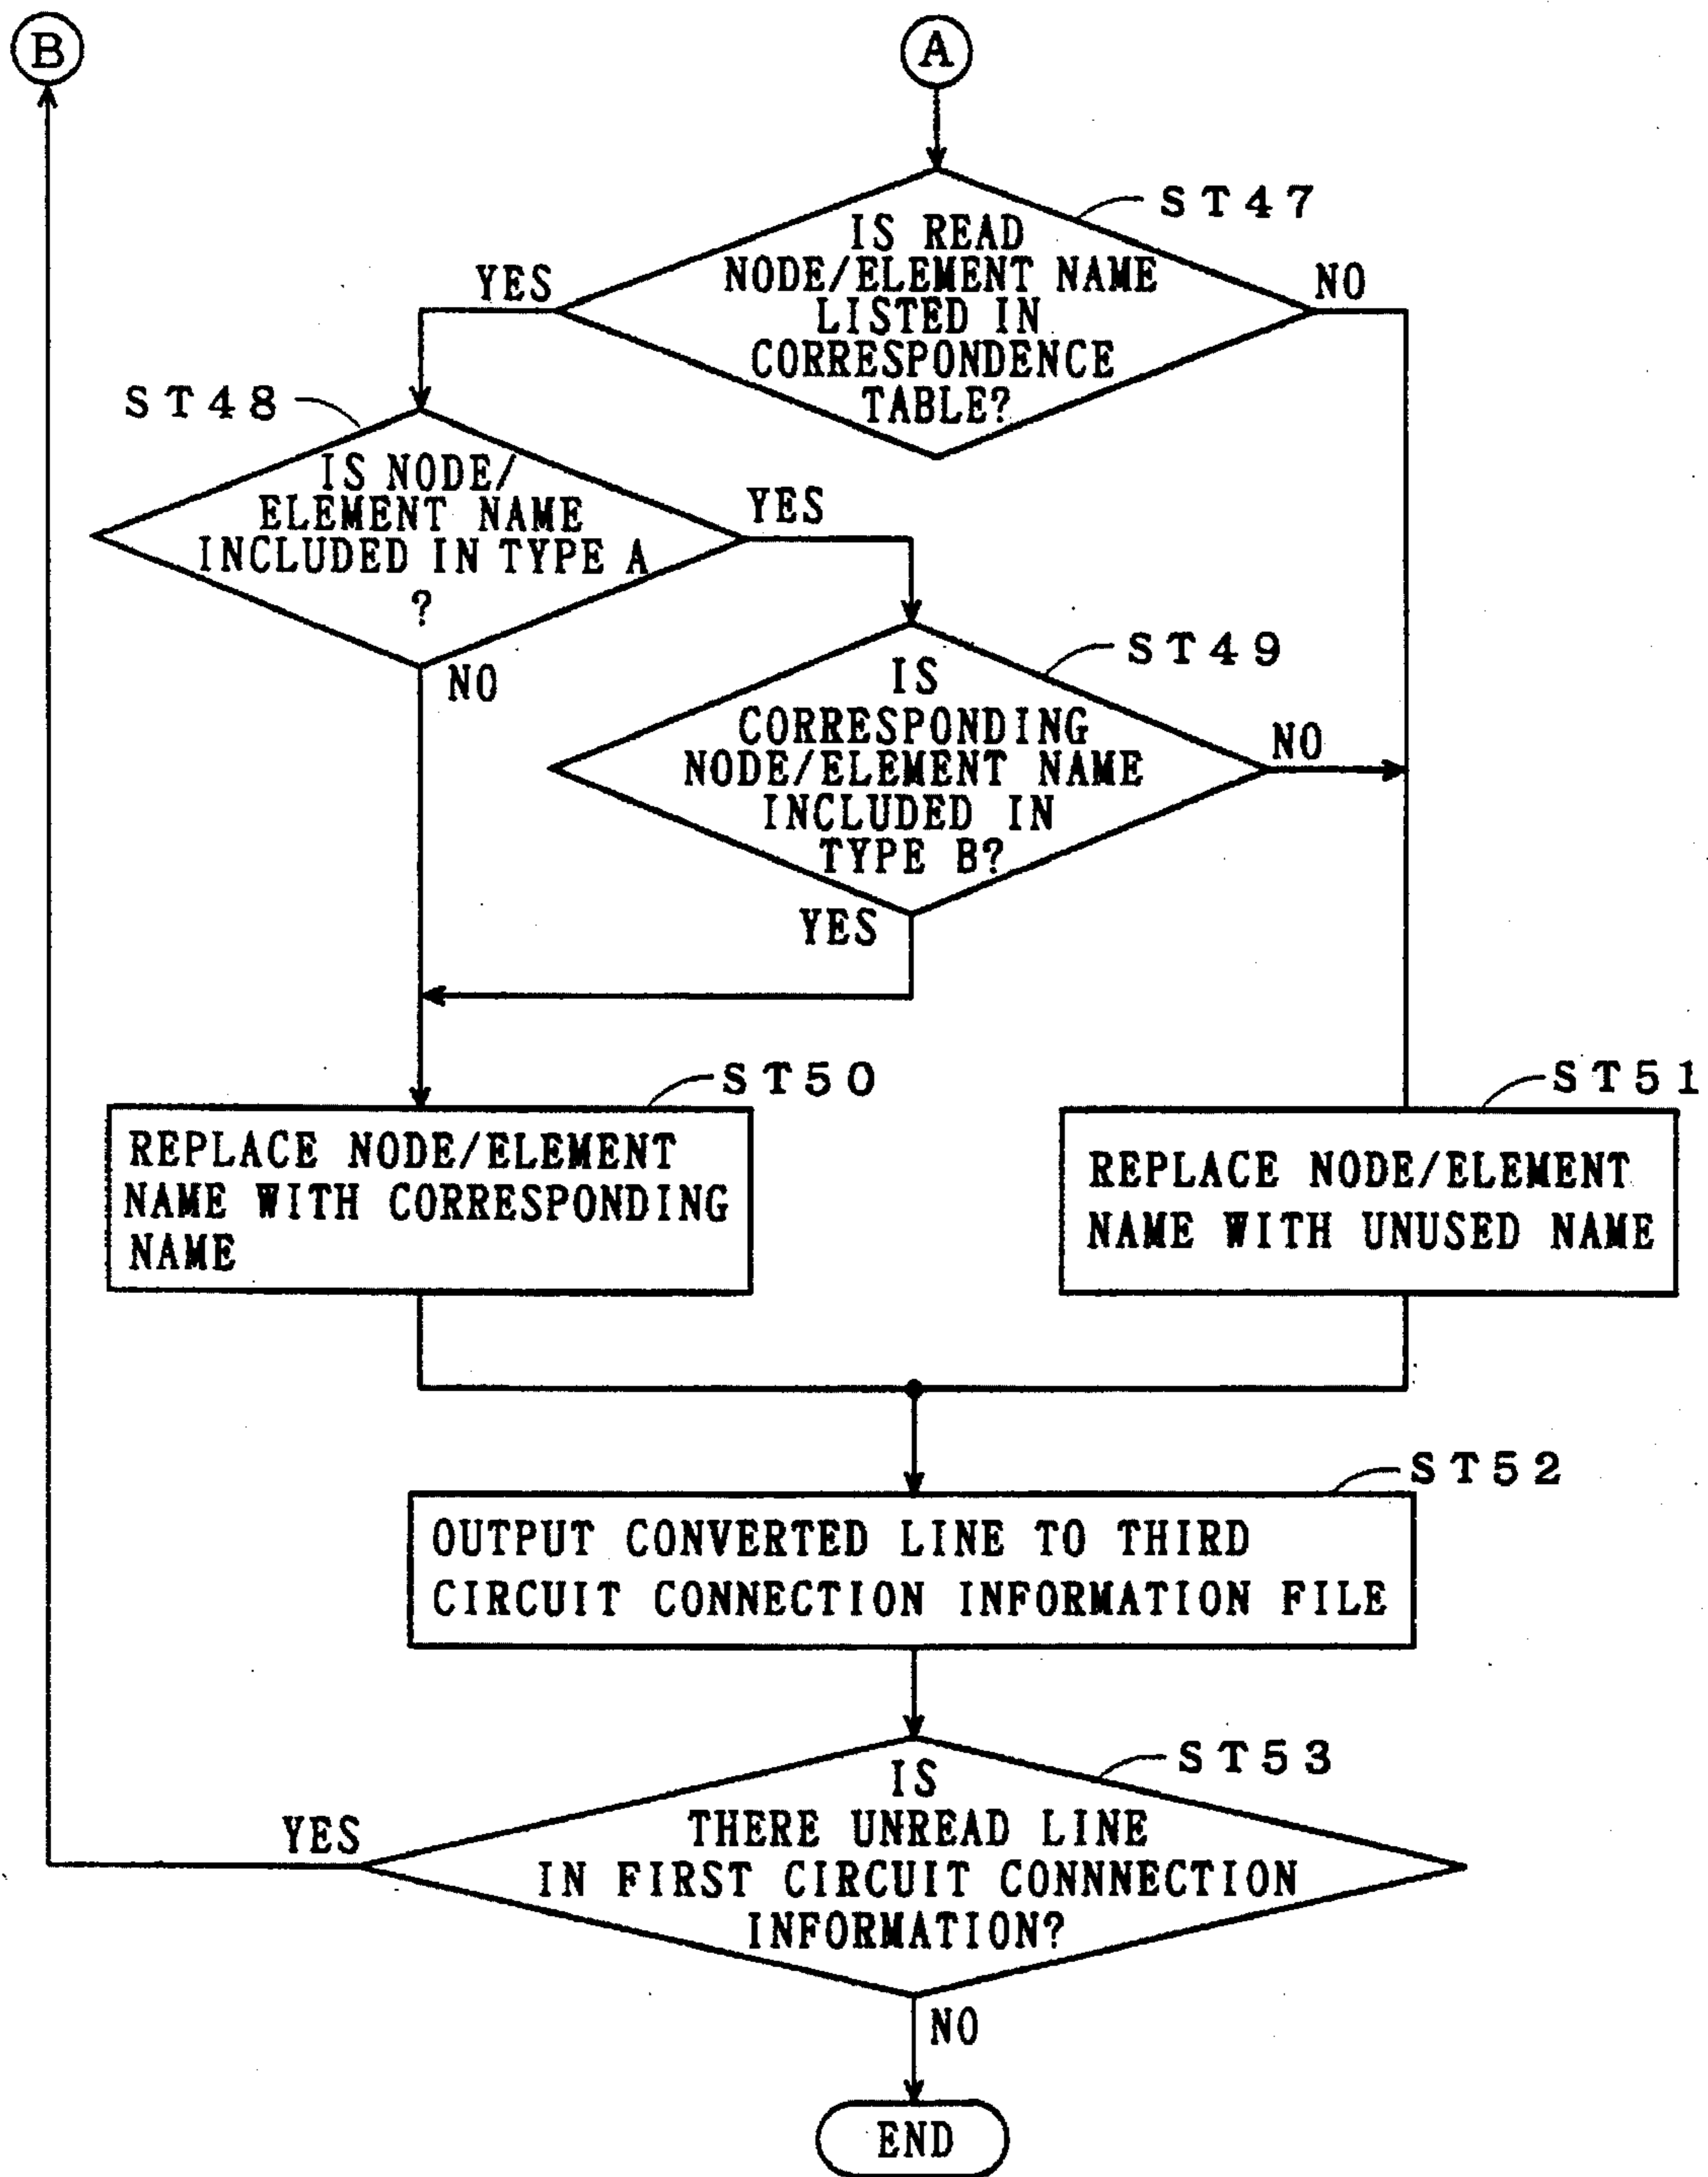 B
A
ST47
IS READ
NODE/ELEMENT NAME
LISTED IN
CORRESPONDENCE
TABLE?
YES
NO
ST48
IS NODE/
ELEMENT NAME
INCLUDED IN TYPE A
?
YES
NO
ST49
IS
CORRESPONDING
NODE/ELEMENT NAME
INCLUDED IN
TYPE B?
NO
YES
ST50
REPLACE NODE/ELEMENT
NAME WITH CORRESPONDING
NAME
ST51
REPLACE NODE/ELEMENT
NAME WITH UNUSED NAME
ST52
OUTPUT CONVERTED LINE TO THIRD
CIRCUIT CONNECTION INFORMATION FILE
ST53
IS
THERE UNREAD LINE
IN FIRST CIRCUIT CONNNECTION
INFORMATION?
YES
NO
END